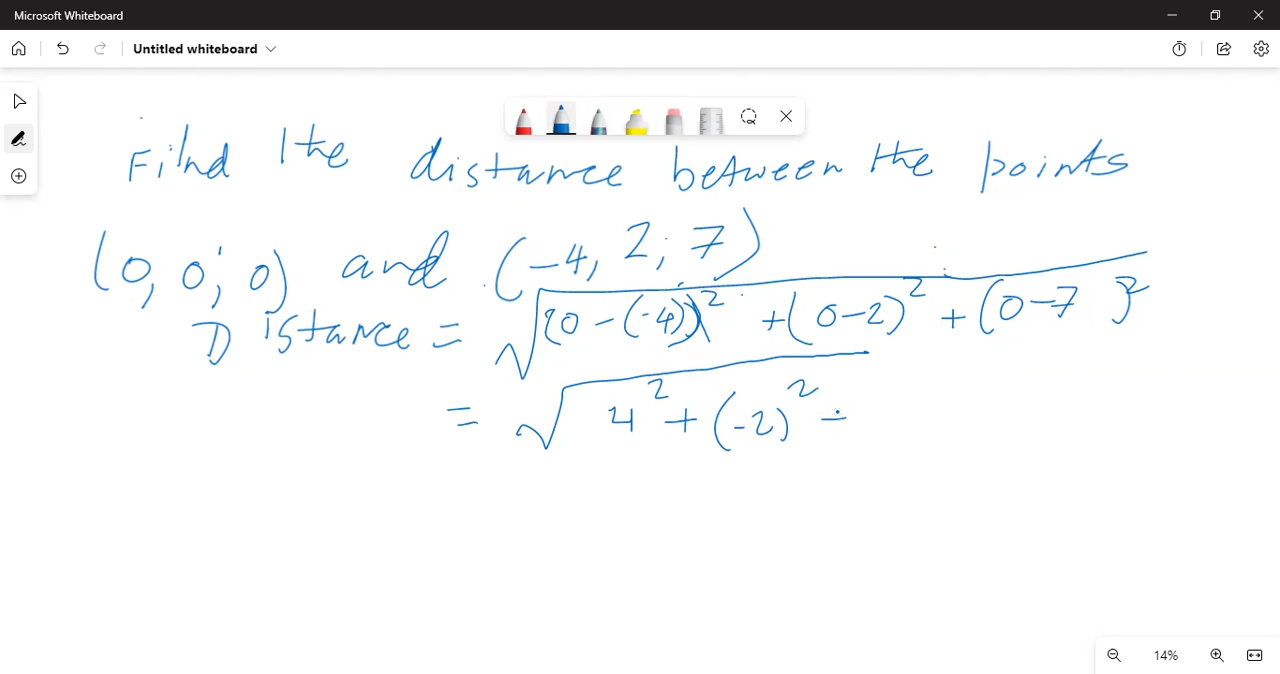 Microsoft Whiteboard
Untitled whiteboard
Find the distance between the points
(0, 0, 0) and (-4, 2, 7)
Distance = √(0-(-4))² + (0-2)² + (0-7)²
= √4² + (-2)² ÷
14%